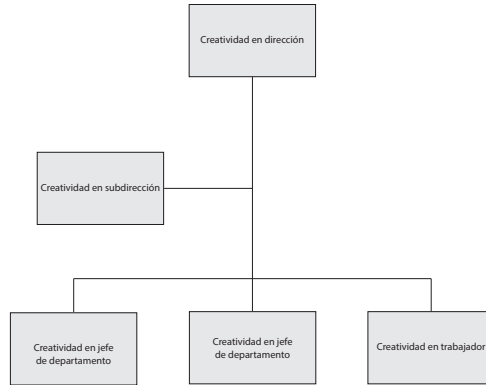 Creatividad en dirección
Creatividad en subdirección
Creatividad en jefe
de departamento
Creatividad en jefe
de departamento
Creatividad en trabajador